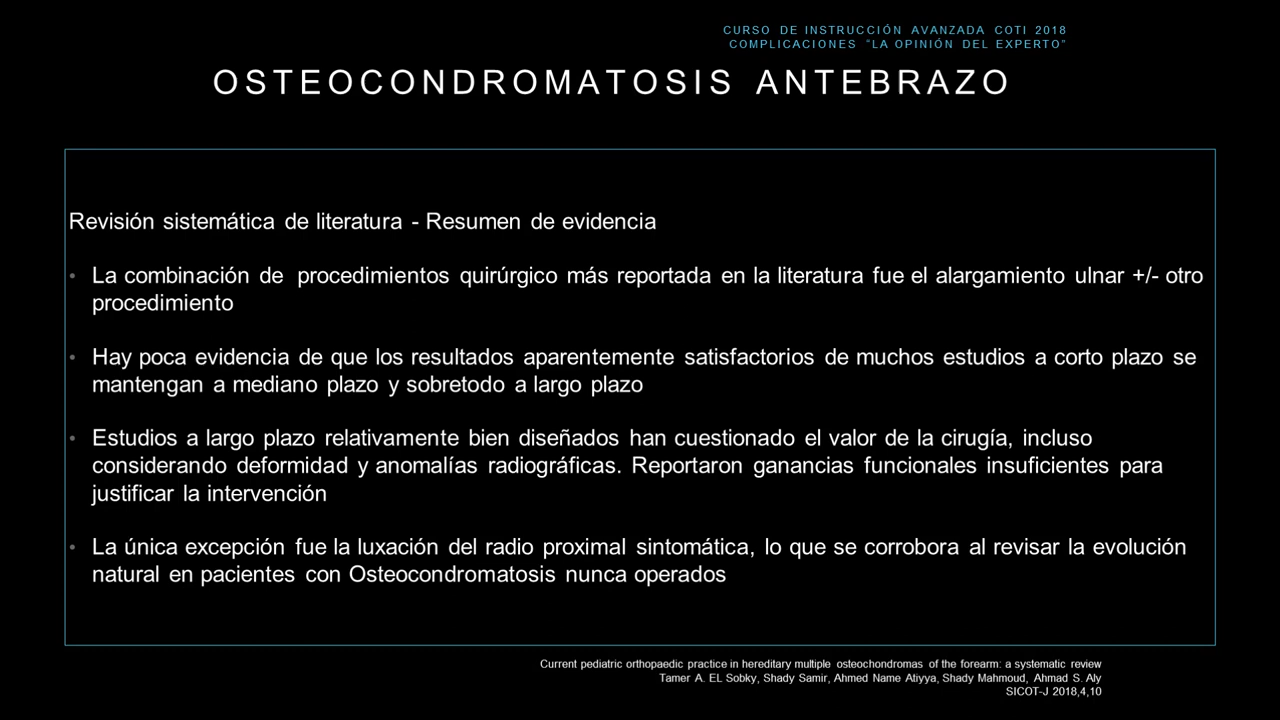 CURSO DE INSTRUCCIÓN AVANZADA COTI 2018
COMPLICACIONES “LA OPINIÓN DEL EXPERTO”
OSTEOCONDROMATOSIS ANTEBRAZO
Revisión sistemática de literatura - Resumen de evidencia
• La combinación de procedimientos quirúrgico más reportada en la literatura fue el alargamiento ulnar +/- otro
procedimiento
• Hay poca evidencia de que los resultados aparentemente satisfactorios de muchos estudios a corto plazo se
mantengan a mediano plazo y sobretodo a largo plazo
• Estudios a largo plazo relativamente bien diseñados han cuestionado el valor de la cirugía, incluso
considerando deformidad y anomalías radiográficas. Reportaron ganancias funcionales insuficientes para
justificar la intervención
• La única excepción fue la luxación del radio proximal sintomática, lo que se corrobora al revisar la evolución
natural en pacientes con Osteocondromatosis nunca operados
Current pediatric orthopaedic practice in hereditary multiple osteochondromas of the forearm: a systematic review
Tamer A. EL Sobky, Shady Samir, Ahmed Name Atiyya, Shady Mahmoud, Ahmad S. Aly
SICOT-J 2018,4,10